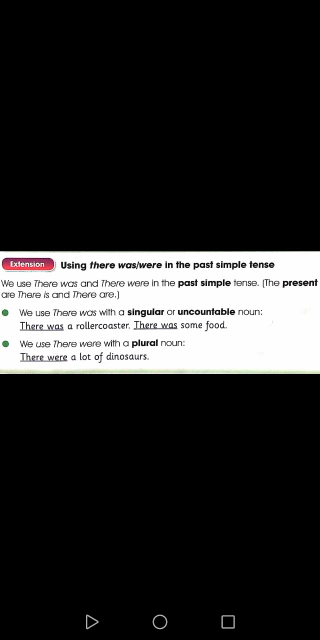 Extension Using there was/were in the past simple tense
We use There was and There were in the past simple tense. (The present
are There is and There are.)
We use There was with a singular or uncountable noun:
There was a rollercoaster. There was some food.
We use There were with a plural noun:
There were a lot of dinosaurs.